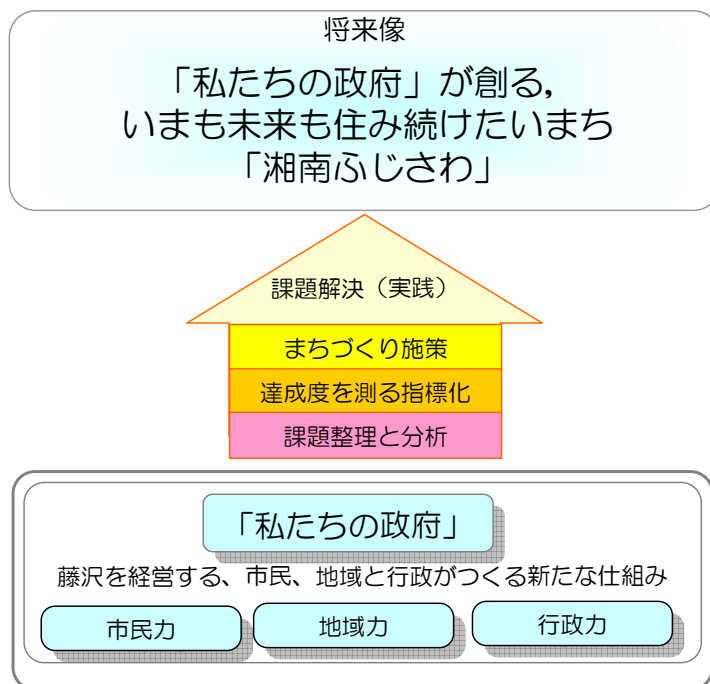 将来像
「私たちの政府」が創る,
いまも未来も住み続けたいまち
「湘南ふじさわ」
課題解決（実践）
まちづくり施策
達成度を測る指標化
課題整理と分析
「私たちの政府」
藤沢を経営する、市民、地域と行政がつくる新たな仕組み
市民力
地域力
行政力